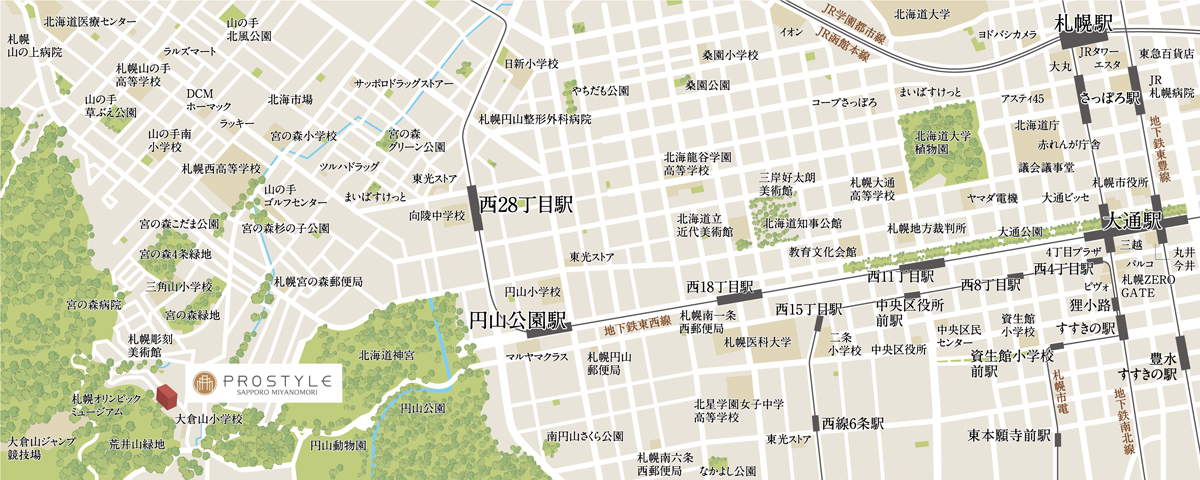 北海道医療センター
札幌
山の上病院
山の手
北風公園
ラルズマート
札幌山の手
高等学校
DCM
ホーマック
山の手
草ぶえ公園
北海市場
ラッキー
山の手南
小学校
宮の森小学校
札幌西高等学校
サッポロドラッグストアー
宮の森
グリーン公園
ツルハドラッグ
東光ストア
まいばすけっと
山の手
ゴルフセンター
向陵中学校
宮の森こだま公園
宮の森杉の子公園
宮の森4条緑地
三角山小学校
札幌宮の森郵便局
宮の森病院
宮の森緑地
札幌彫刻
美術館
PROSTYLE
SAPPORO MIYANOMORI
札幌オリンピック
ミュージアム
大倉山小学校
大倉山ジャンプ
競技場
荒井山緑地
北海道神宮
円山公園
円山動物園
日新小学校
やちだも公園
札幌円山整形外科病院
西28丁目駅
東光ストア
円山小学校
円山公園駅
地下鉄東西線
マルヤマクラス
札幌円山
郵便局
南円山さくら公園
札幌南六条
西郵便局
なかよし公園
北星学園女子中学
高等学校
東光ストア
桑園小学校
桑園公園
イオン
JR学園都市線
JR函館本線
北海道大学
ヨドバシカメラ
札幌駅
JRタワー
エスタ
東急百貨店
大丸
JR
札幌病院
さっぽろ駅
コープさっぽろ
まいばすけっと
アスティ45
北海道大学
植物園
北海道庁
赤れんが庁舎
地下鉄東豊線
議会議事堂
北海龍谷学園
高等学校
三岸好太郎
美術館
札幌大通
高等学校
ヤマダ電機
札幌市役所
大通ビッセ
北海道立
近代美術館
北海道知事公館
札幌地方裁判所
大通公園
大通駅
教育文化会館
4丁目プラザ
三越
丸井
今井
パルコ
西11丁目駅
西4丁目駅
西18丁目駅
西8丁目駅
ピヴォ
札幌ZERO
GATE
西15丁目駅
中央区役所
前駅
狸小路
札幌南一条
西郵便局
資生館
小学校
すすきの駅
札幌医科大学
二条
小学校
中央区役所
中央区民
センター
資生館小学校
前駅
豊水
すすきの駅
札幌市電
地下鉄南北線
西線6条駅
東本願寺前駅